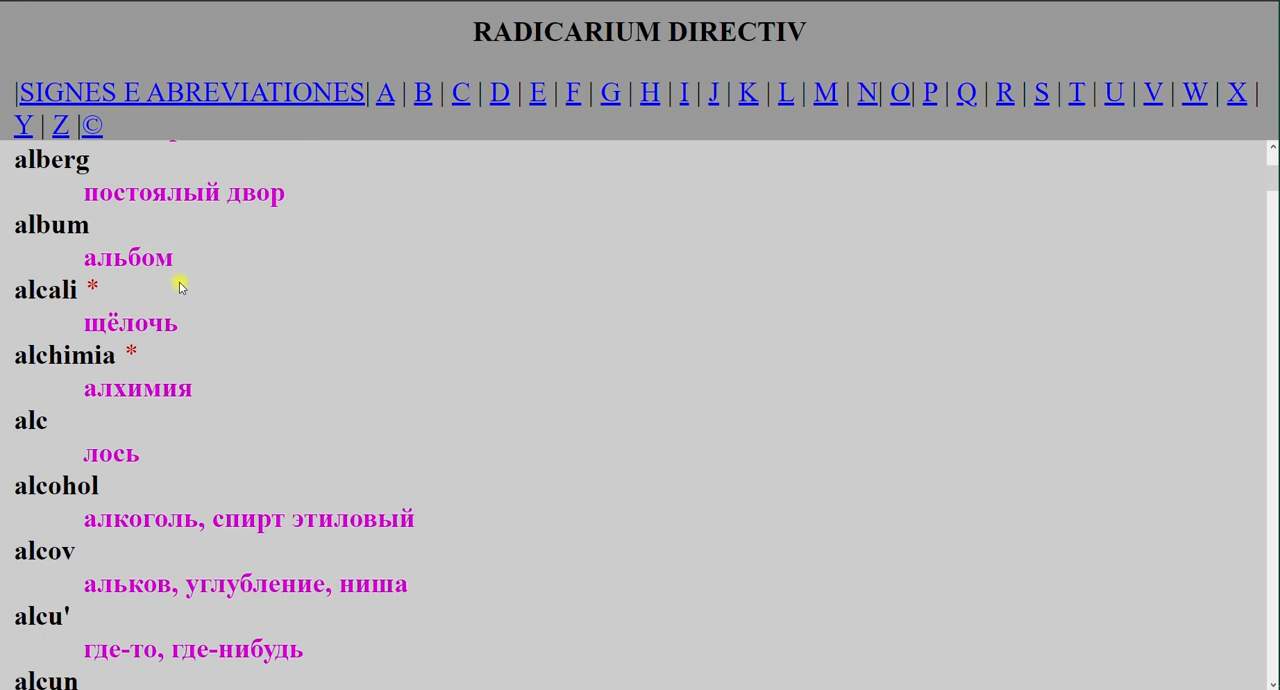 RADICARIUM DIRECTIV
|SIGNES E ABREVIATIONES| A | B | C | D | E | F | G | H | I | J | K | L | M | N| O| P | Q | R | S | T | U | V | W | X |
Y | Z |©
alberg
постоялый двор
album
альбом
alcali *
щёлочь
alchimia *
алхимия
alc
лось
alcohol
алкоголь, спирт этиловый
alcov
альков, углубление, ниша
alcu'
где-то, где-нибудь
alcun